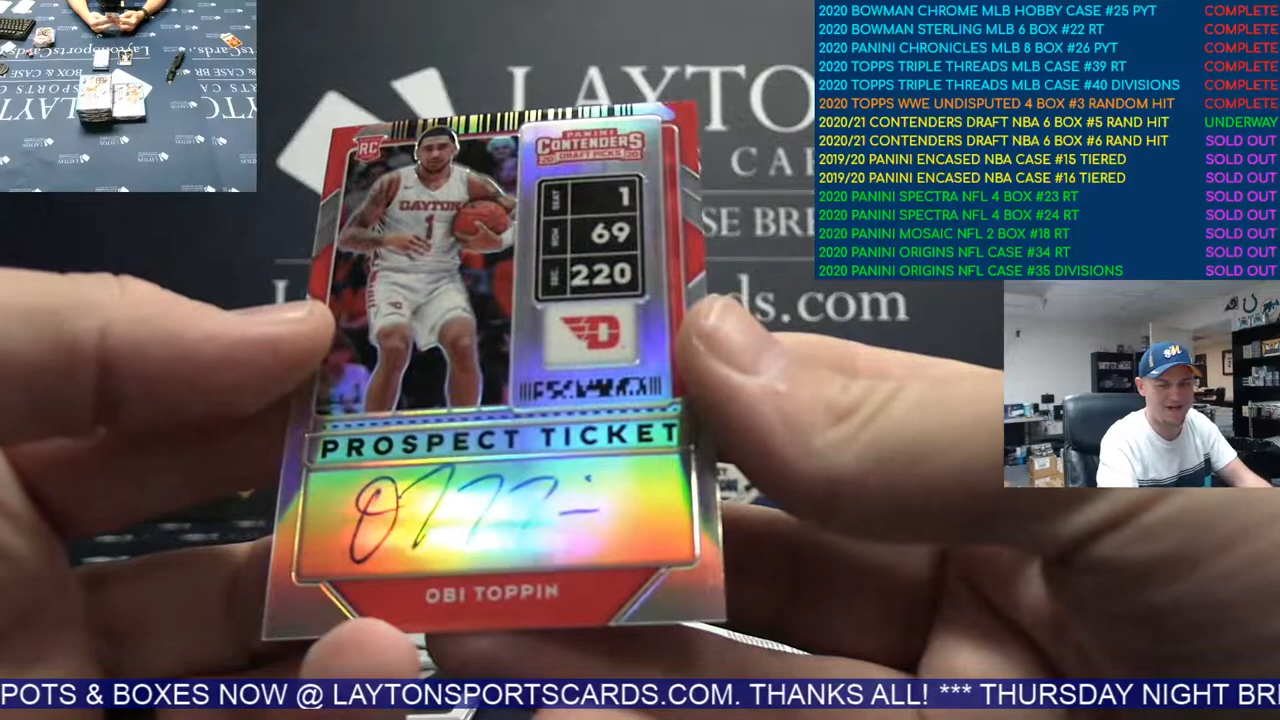 2020 BOWMAN CHROME MLB HOBBY CASE #25 PYT COMPLETE
2020 BOWMAN STERLING MLB 6 BOX #22 RT COMPLETE
2020 PANINI CHRONICLES MLB 8 BOX #26 PYT COMPLETE
2020 TOPPS TRIPLE THREADS MLB CASE #39 RT COMPLETE
2020 TOPPS TRIPLE THREADS MLB CASE #40 DIVISIONS COMPLETE
2020 TOPPS WWE UNDISPUTED 4 BOX #3 RANDOM HIT COMPLETE
2020/21 CONTENDERS DRAFT NBA 6 BOX #5 RAND HIT UNDERWAY
2020/21 CONTENDERS DRAFT NBA 6 BOX #6 RAND HIT SOLD OUT
2019/20 PANINI ENCASED NBA CASE #15 TIERED SOLD OUT
2019/20 PANINI ENCASED NBA CASE #16 TIERED SOLD OUT
2020 PANINI SPECTRA NFL 4 BOX #23 RT SOLD OUT
2020 PANINI SPECTRA NFL 4 BOX #24 RT SOLD OUT
2020 PANINI MOSAIC NFL 2 BOX #18 RT SOLD OUT
2020 PANINI ORIGINS NFL CASE #34 RT SOLD OUT
2020 PANINI ORIGINS NFL CASE #35 DIVISIONS SOLD OUT
LAYTO
CA
SE BRE
ds.com
RC
PANINI
CONTENDERS
20 DRAFT PICKS 20
SEAT 1
ROW 69
SEC. 220
DAYTON
1
D
PROSPECT TICKET
OBI TOPPIN
POTS & BOXES NOW @ LAYTONSPORTSCARDS.COM. THANKS ALL! *** THURSDAY NIGHT BRE